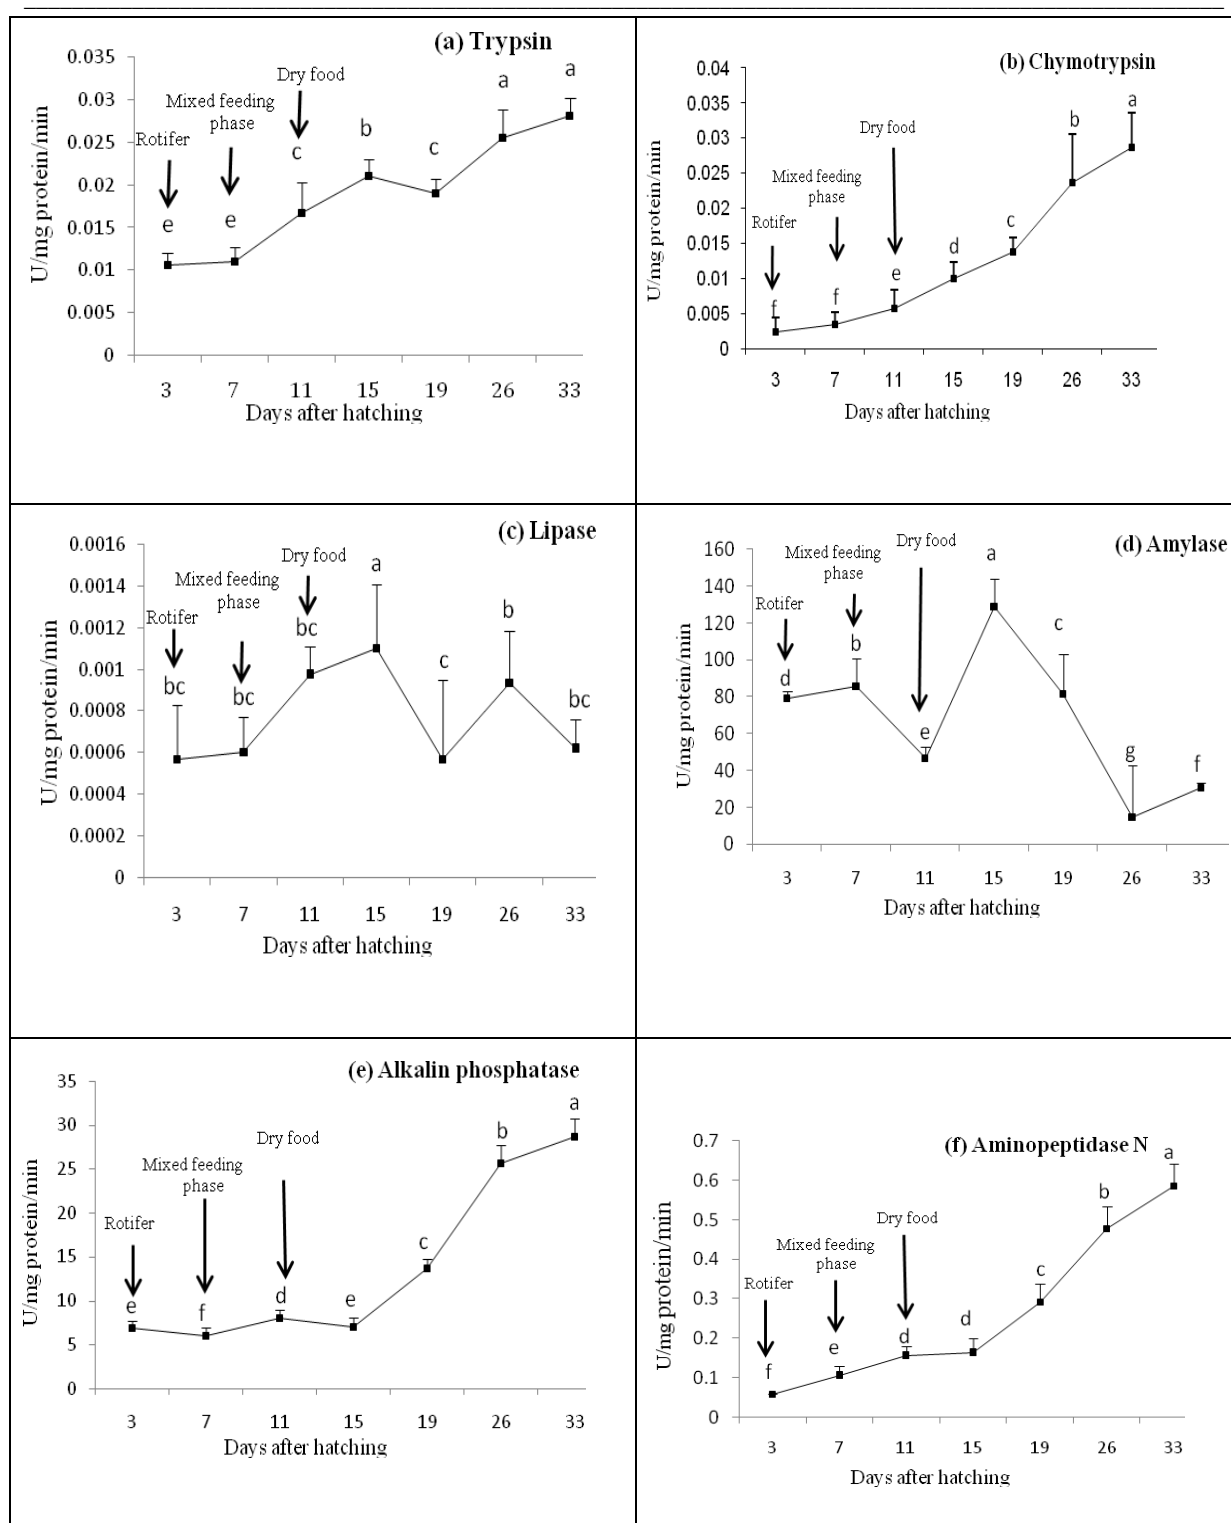 (a) Trypsin
0.035
0.03
0.025
0.02
0.015
0.01
0.005
0
U/mg protein/min
Rotifer
Mixed feeding
phase
Dry food
e
e
c
b
c
a
a
3 7 11 15 19 26 33
Days after hatching
(b) Chymotrypsin
0.04
0.035
0.03
0.025
0.02
0.015
0.01
0.005
0
U/mg protein/min
Rotifer
Mixed feeding
phase
Dry food
f
f
e
d
c
b
a
3 7 11 15 19 26 33
Days after hatching
(c) Lipase
0.0016
0.0014
0.0012
0.001
0.0008
0.0006
0.0004
0.0002
0
U/mg protein/min
Rotifer
Mixed feeding
phase
Dry food
bc
bc
bc
a
c
b
bc
3 7 11 15 19 26 33
Days after hatching
(d) Amylase
160
140
120
100
80
60
40
20
0
U/mg protein/min
Rotifer
Mixed feeding
phase
Dry food
d
b
e
a
c
g
f
3 7 11 15 19 26 33
Days after hatching
(e) Alkalin phosphatase
35
30
25
20
15
10
5
0
U/mg protein/min
Rotifer
Mixed feeding
phase
Dry food
e
f
d
e
c
b
a
3 7 11 15 19 26 33
Days after hatching
(f) Aminopeptidase N
0.7
0.6
0.5
0.4
0.3
0.2
0.1
0
U/mg protein/min
Rotifer
Mixed feeding
phase
Dry food
f
e
d
d
c
b
a
3 7 11 15 19 26 33
Days after hatching